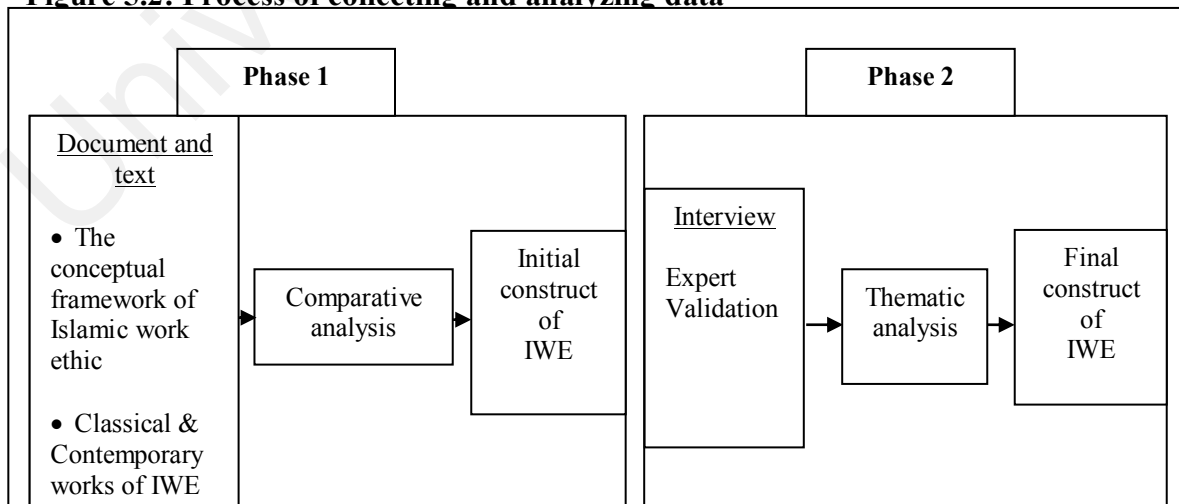 Figure 3.2: Process of collecting and analyzing data
Univ
Phase 1
Document and
text
• The
conceptual
framework of
Islamic work
ethic
• Classical &
Contemporary
works of IWE
Comparative
analysis
Initial
construct
of
IWE
Phase 2
Interview
Expert
Validation
Thematic
analysis
Final
construct
of
IWE